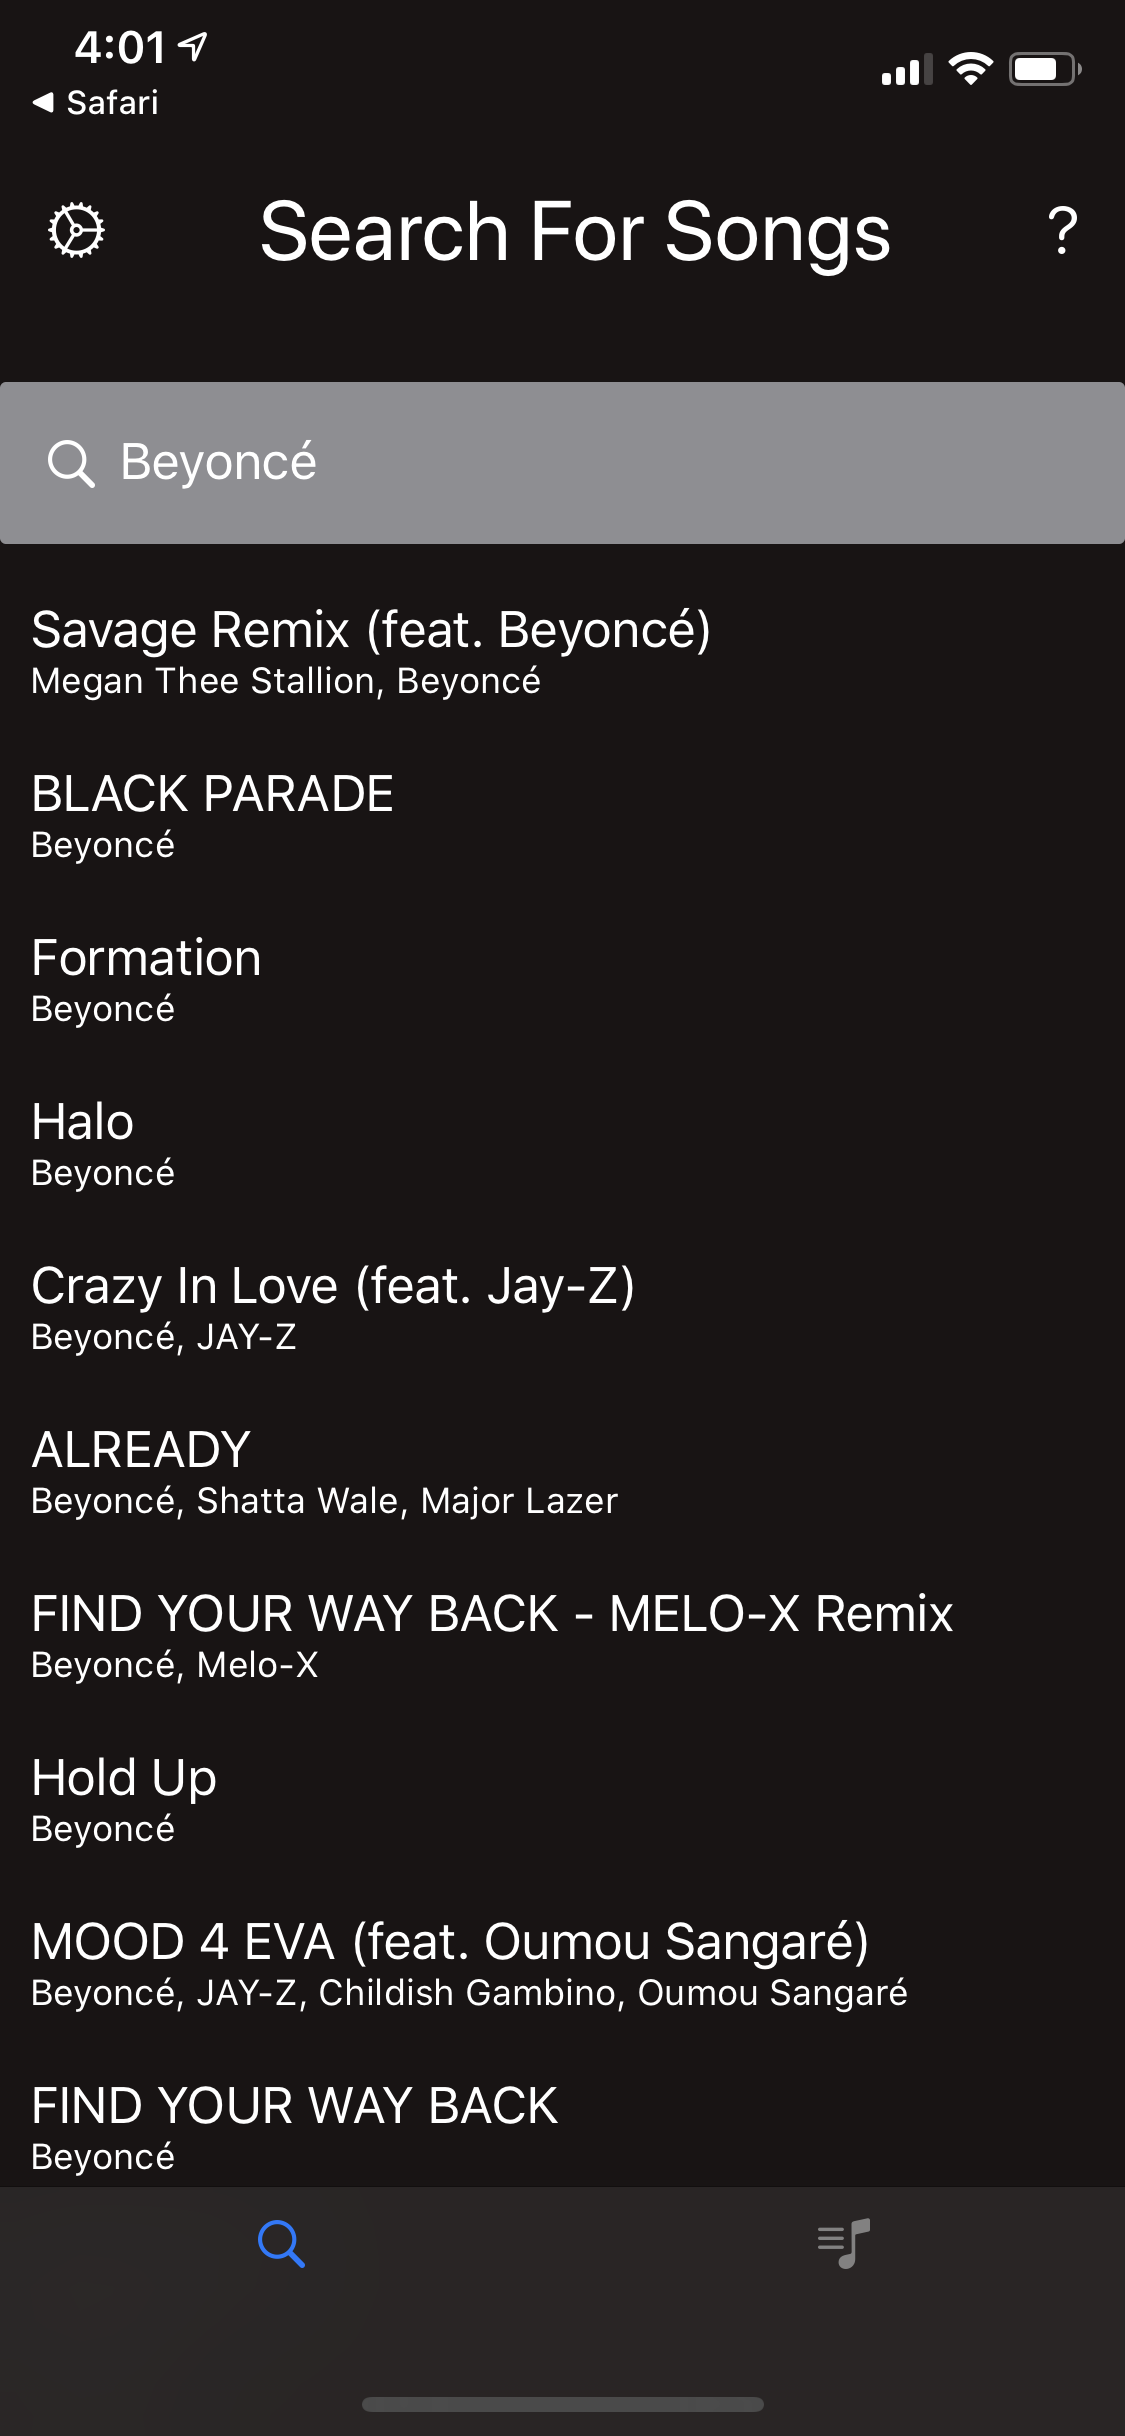 4:01
Safari
Search For Songs
?
Beyoncé
Savage Remix (feat. Beyoncé)
Megan Thee Stallion, Beyoncé
BLACK PARADE
Beyoncé
Formation
Beyoncé
Halo
Beyoncé
Crazy In Love (feat. Jay-Z)
Beyoncé, JAY-Z
ALREADY
Beyoncé, Shatta Wale, Major Lazer
FIND YOUR WAY BACK - MELO-X Remix
Beyoncé, Melo-X
Hold Up
Beyoncé
MOOD 4 EVA (feat. Oumou Sangaré)
Beyoncé, JAY-Z, Childish Gambino, Oumou Sangaré
FIND YOUR WAY BACK
Beyoncé